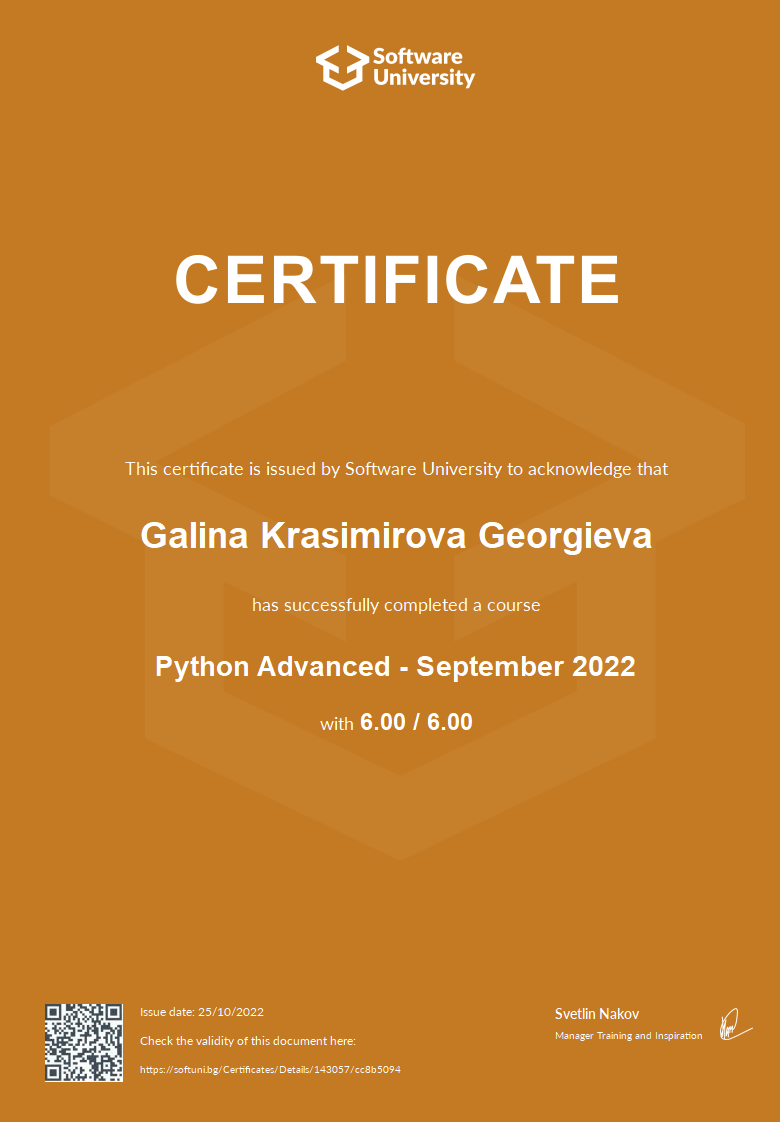 Software
University
CERTIFICATE
This certificate is issued by Software University to acknowledge that
Galina Krasimirova Georgieva
has successfully completed a course
Python Advanced - September 2022
with 6.00 / 6.00
Issue date: 25/10/2022
Check the validity of this document here:
https://softuni.bg/Certificates/Details/143057/cc8b5094
Svetlin Nakov
Manager Training and Inspiration